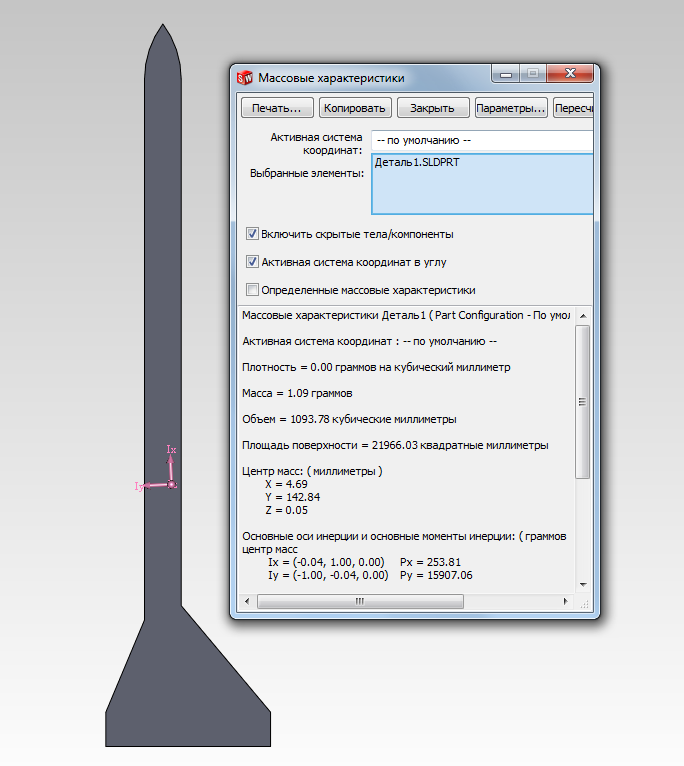 Массовые характеристики
Печать... Копировать Закрыть Параметры... Пересчи
Активная система координат: -- по умолчанию --
Выбранные элементы: Деталь1.SLDPRT
Включить скрытые тела/компоненты
Активная система координат в углу
Определенные массовые характеристики
Массовые характеристики Деталь1 ( Part Configuration - По умол
Активная система координат : -- по умолчанию --
Плотность = 0.00 граммов на кубический миллиметр
Масса = 1.09 граммов
Объем = 1093.78 кубические миллиметры
Площадь поверхности = 21966.03 квадратные миллиметры
Центр масс: ( миллиметры )
X = 4.69
Y = 142.84
Z = 0.05
Основные оси инерции и основные моменты инерции: ( граммов
центр масс
Ix = (-0.04, 1.00, 0.00) Px = 253.81
Iy = (-1.00, -0.04, 0.00) Py = 15907.06
Ix
Iy